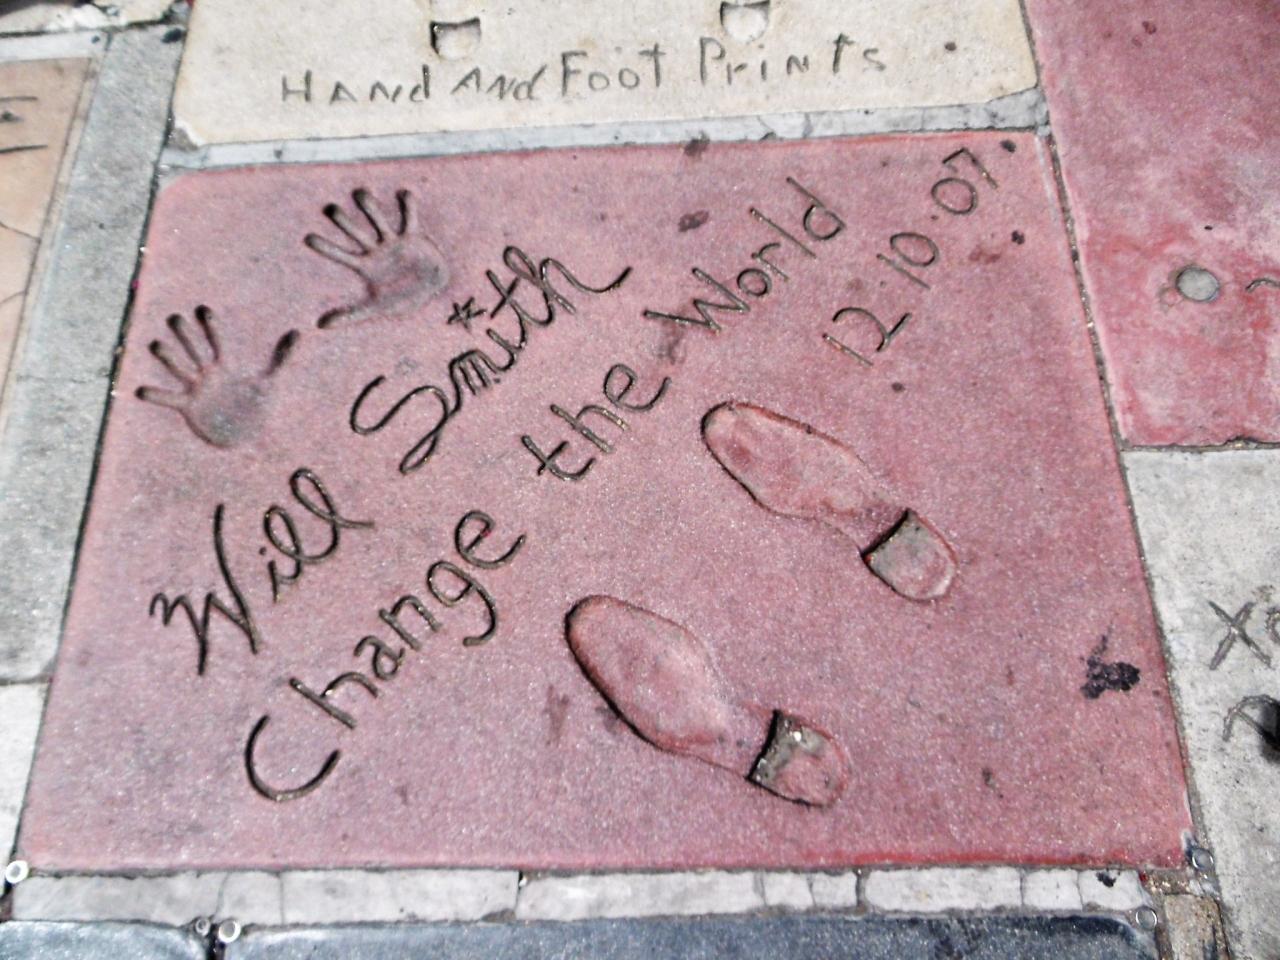 HAND AND Foot Prints
Will Smith
Change the World
12.10.07